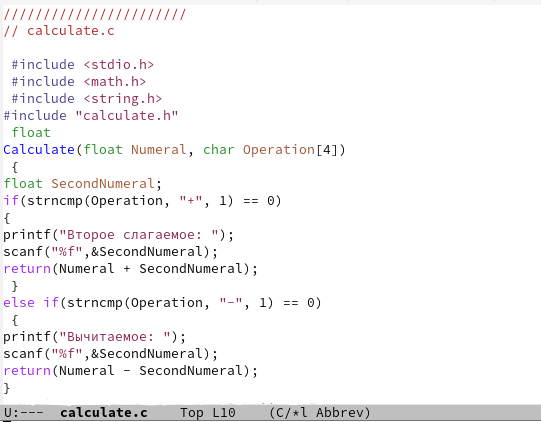 ///////////////////////
// calculate.c
#include <stdio.h>
#include <math.h>
#include <string.h>
#include "calculate.h"
float
Calculate(float Numeral, char Operation[4])
{
float SecondNumeral;
if(strncmp(Operation, "+", 1) == 0)
{
printf("Второе слагаемое: ");
scanf("%f",&SecondNumeral);
return(Numeral + SecondNumeral);
}
else if(strncmp(Operation, "-", 1) == 0)
{
printf("Вычитаемое: ");
scanf("%f",&SecondNumeral);
return(Numeral - SecondNumeral);
}
U:--- calculate.c Top L10 (C/*l Abbrev)